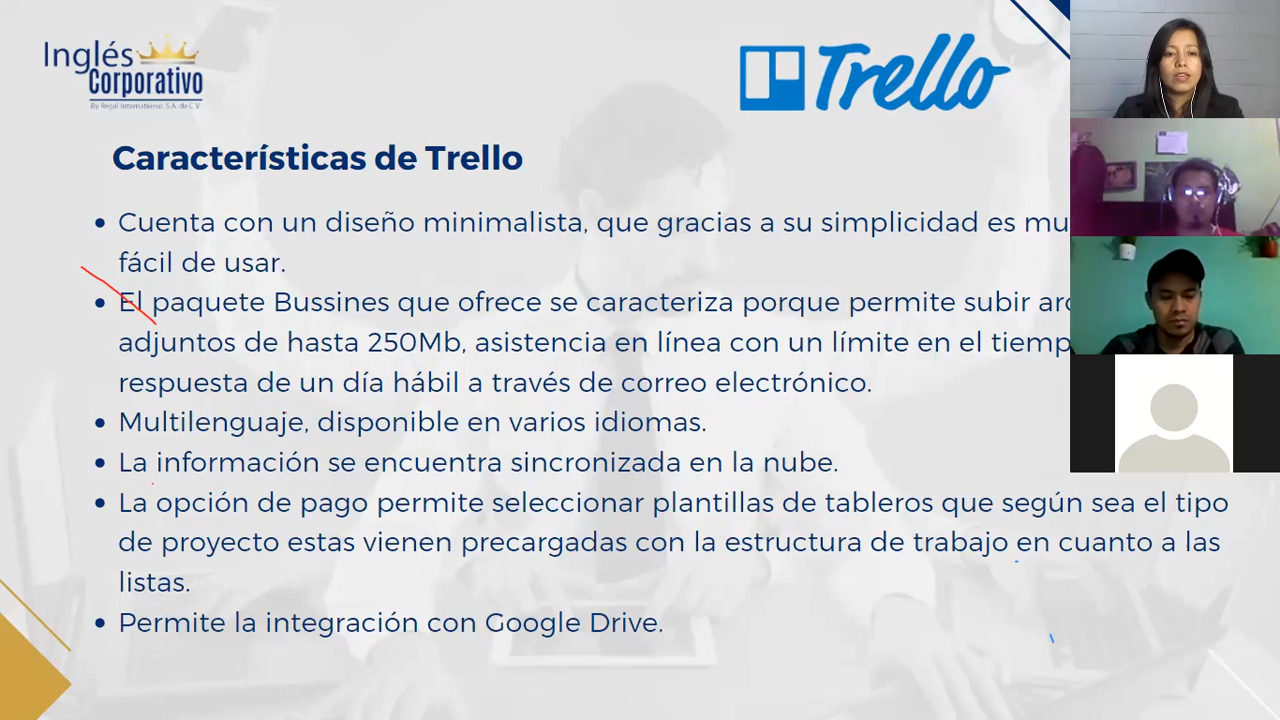 Inglés
Corporativo
By Regal International, S.A. de C.V.
Trello
Características de Trello
• Cuenta con un diseño minimalista, que gracias a su simplicidad es mu
fácil de usar.
• El paquete Bussines que ofrece se caracteriza porque permite subir arc
adjuntos de hasta 250Mb, asistencia en línea con un límite en el tiemp
respuesta de un día hábil a través de correo electrónico.
• Multilenguaje, disponible en varios idiomas.
• La información se encuentra sincronizada en la nube.
• La opción de pago permite seleccionar plantillas de tableros que según sea el tipo
de proyecto estas vienen precargadas con la estructura de trabajo en cuanto a las
listas.
• Permite la integración con Google Drive.